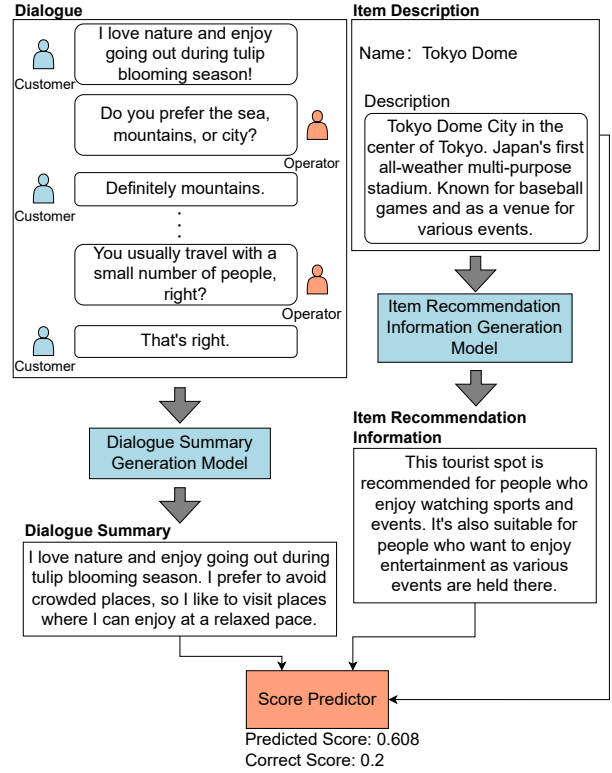 Dialogue
I love nature and enjoy
going out during tulip
blooming season!
Customer
Do you prefer the sea,
mountains, or city?
Operator
Definitely mountains.
Customer
You usually travel with a
small number of people,
right?
Operator
That's right.
Customer
Dialogue Summary
Generation Model
Dialogue Summary
I love nature and enjoy going out during
tulip blooming season. I prefer to avoid
crowded places, so I like to visit places
where I can enjoy at a relaxed pace.
Item Description
Name: Tokyo Dome
Description
Tokyo Dome City in the
center of Tokyo. Japan's first
all-weather multi-purpose
stadium. Known for baseball
games and as a venue for
various events.
Item Recommendation
Information Generation
Model
Item Recommendation
Information
This tourist spot is
recommended for people who
enjoy watching sports and
events. It's also suitable for
people who want to enjoy
entertainment as various
events are held there.
Score Predictor
Predicted Score: 0.608
Correct Score: 0.2